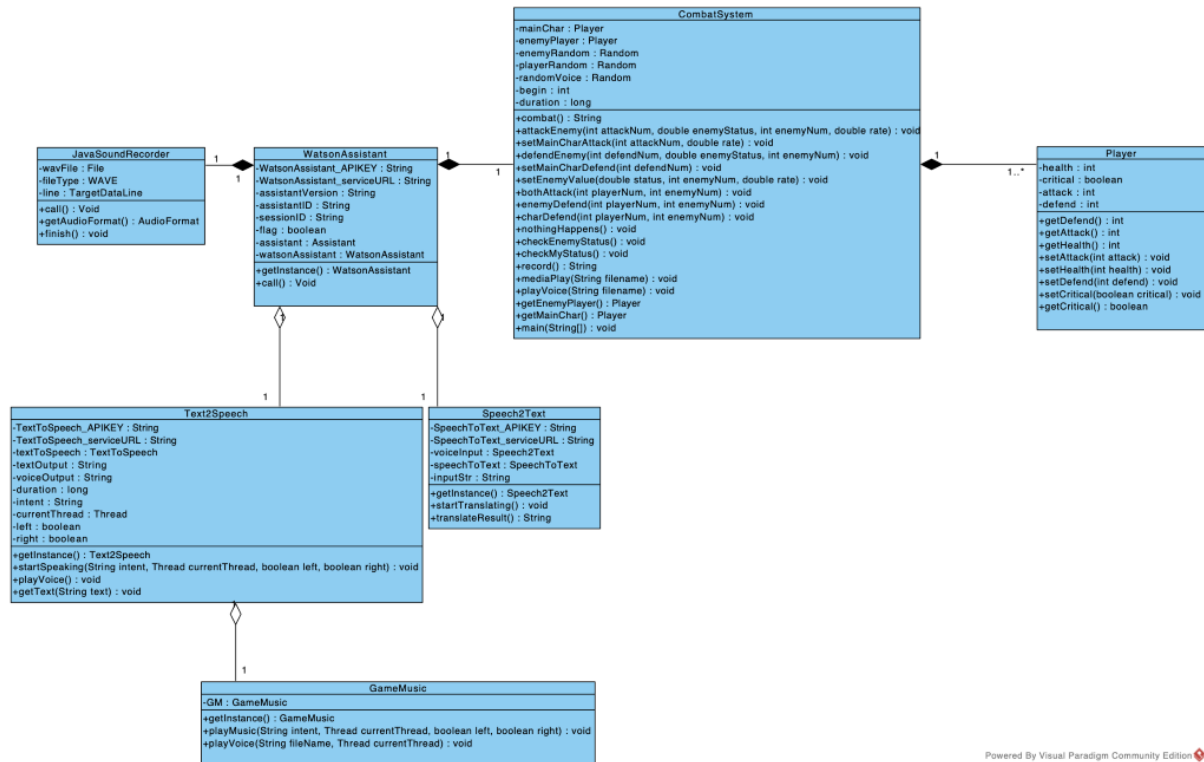 CombatSystem
-mainChar : Player
-enemyPlayer : Player
-enemyRandom : Random
-playerRandom : Random
-randomVoice : Random
-begin : int
-duration : long
+combat() : String
+attackEnemy(int attackNum, double enemyStatus, int enemyNum, double rate) : void
+setMainCharAttack(int attackNum, double rate) : void
+defendEnemy(int defendNum, double enemyStatus, int enemyNum) : void
+setMainCharDefend(int defendNum) : void
+setEnemyValue(double status, int enemyNum, double rate) : void
+bothAttack(int playerNum, int enemyNum) : void
+enemyDefend(int playerNum, int enemyNum) : void
+charDefend(int playerNum, int enemyNum) : void
+nothingHappens() : void
+checkEnemyStatus() : void
+checkMyStatus() : void
+record() : String
+mediaPlay(String filename) : void
+playVoice(String filename) : void
+getEnemyPlayer() : Player
+getMainChar() : Player
+main(String[]) : void
JavaSoundRecorder
-wavFile : File
-fileType : WAVE
-line : TargetDataLine
+call() : Void
+getAudioFormat() : AudioFormat
+finish() : void
1
1
WatsonAssistant
-WatsonAssistant_APIKEY : String
-WatsonAssistant_serviceURL : String
-assistantVersion : String
-assistantID : String
-sessionID : String
-flag : boolean
-assistant : Assistant
-watsonAssistant : WatsonAssistant
+getInstance() : WatsonAssistant
+call() : Void
1
1
1
1..*
Player
-health : int
-critical : boolean
-attack : int
-defend : int
+getDefend() : int
+getAttack() : int
+getHealth() : int
+setAttack(int attack) : void
+setHealth(int health) : void
+setDefend(int defend) : void
+setCritical(boolean critical) : void
+getCritical() : boolean
1
1
1
1
Text2Speech
-TextToSpeech_APIKEY : String
-TextToSpeech_serviceURL : String
-textToSpeech : TextToSpeech
-textOutput : String
-voiceOutput : String
-duration : long
-intent : String
-currentThread : Thread
-left : boolean
-right : boolean
+getInstance() : Text2Speech
+startSpeaking(String intent, Thread currentThread, boolean left, boolean right) : void
+playVoice() : void
+getText(String text) : void
Speech2Text
-SpeechToText_APIKEY : String
-SpeechToText_serviceURL : String
-voiceInput : Speech2Text
-speechToText : SpeechToText
-inputStr : String
+getInstance() : Speech2Text
+startTranslating() : void
+translateResult() : String
1
1
GameMusic
-GM : GameMusic
+getInstance() : GameMusic
+playMusic(String intent, Thread currentThread, boolean left, boolean right) : void
+playVoice(String fileName, Thread currentThread) : void
Powered By Visual Paradigm Community Edition